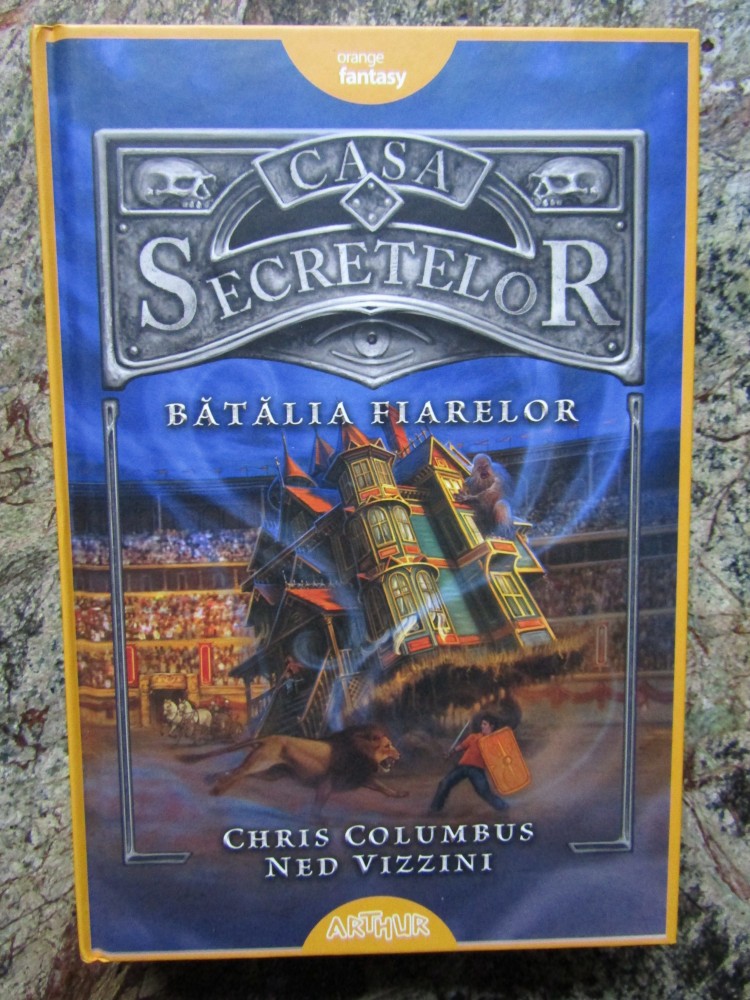 orange
fantasy
CASA
SECRETELOR
BĂTĂLIA FIARELOR
CHRIS COLUMBUS
NED VIZZINI
ARTHUR